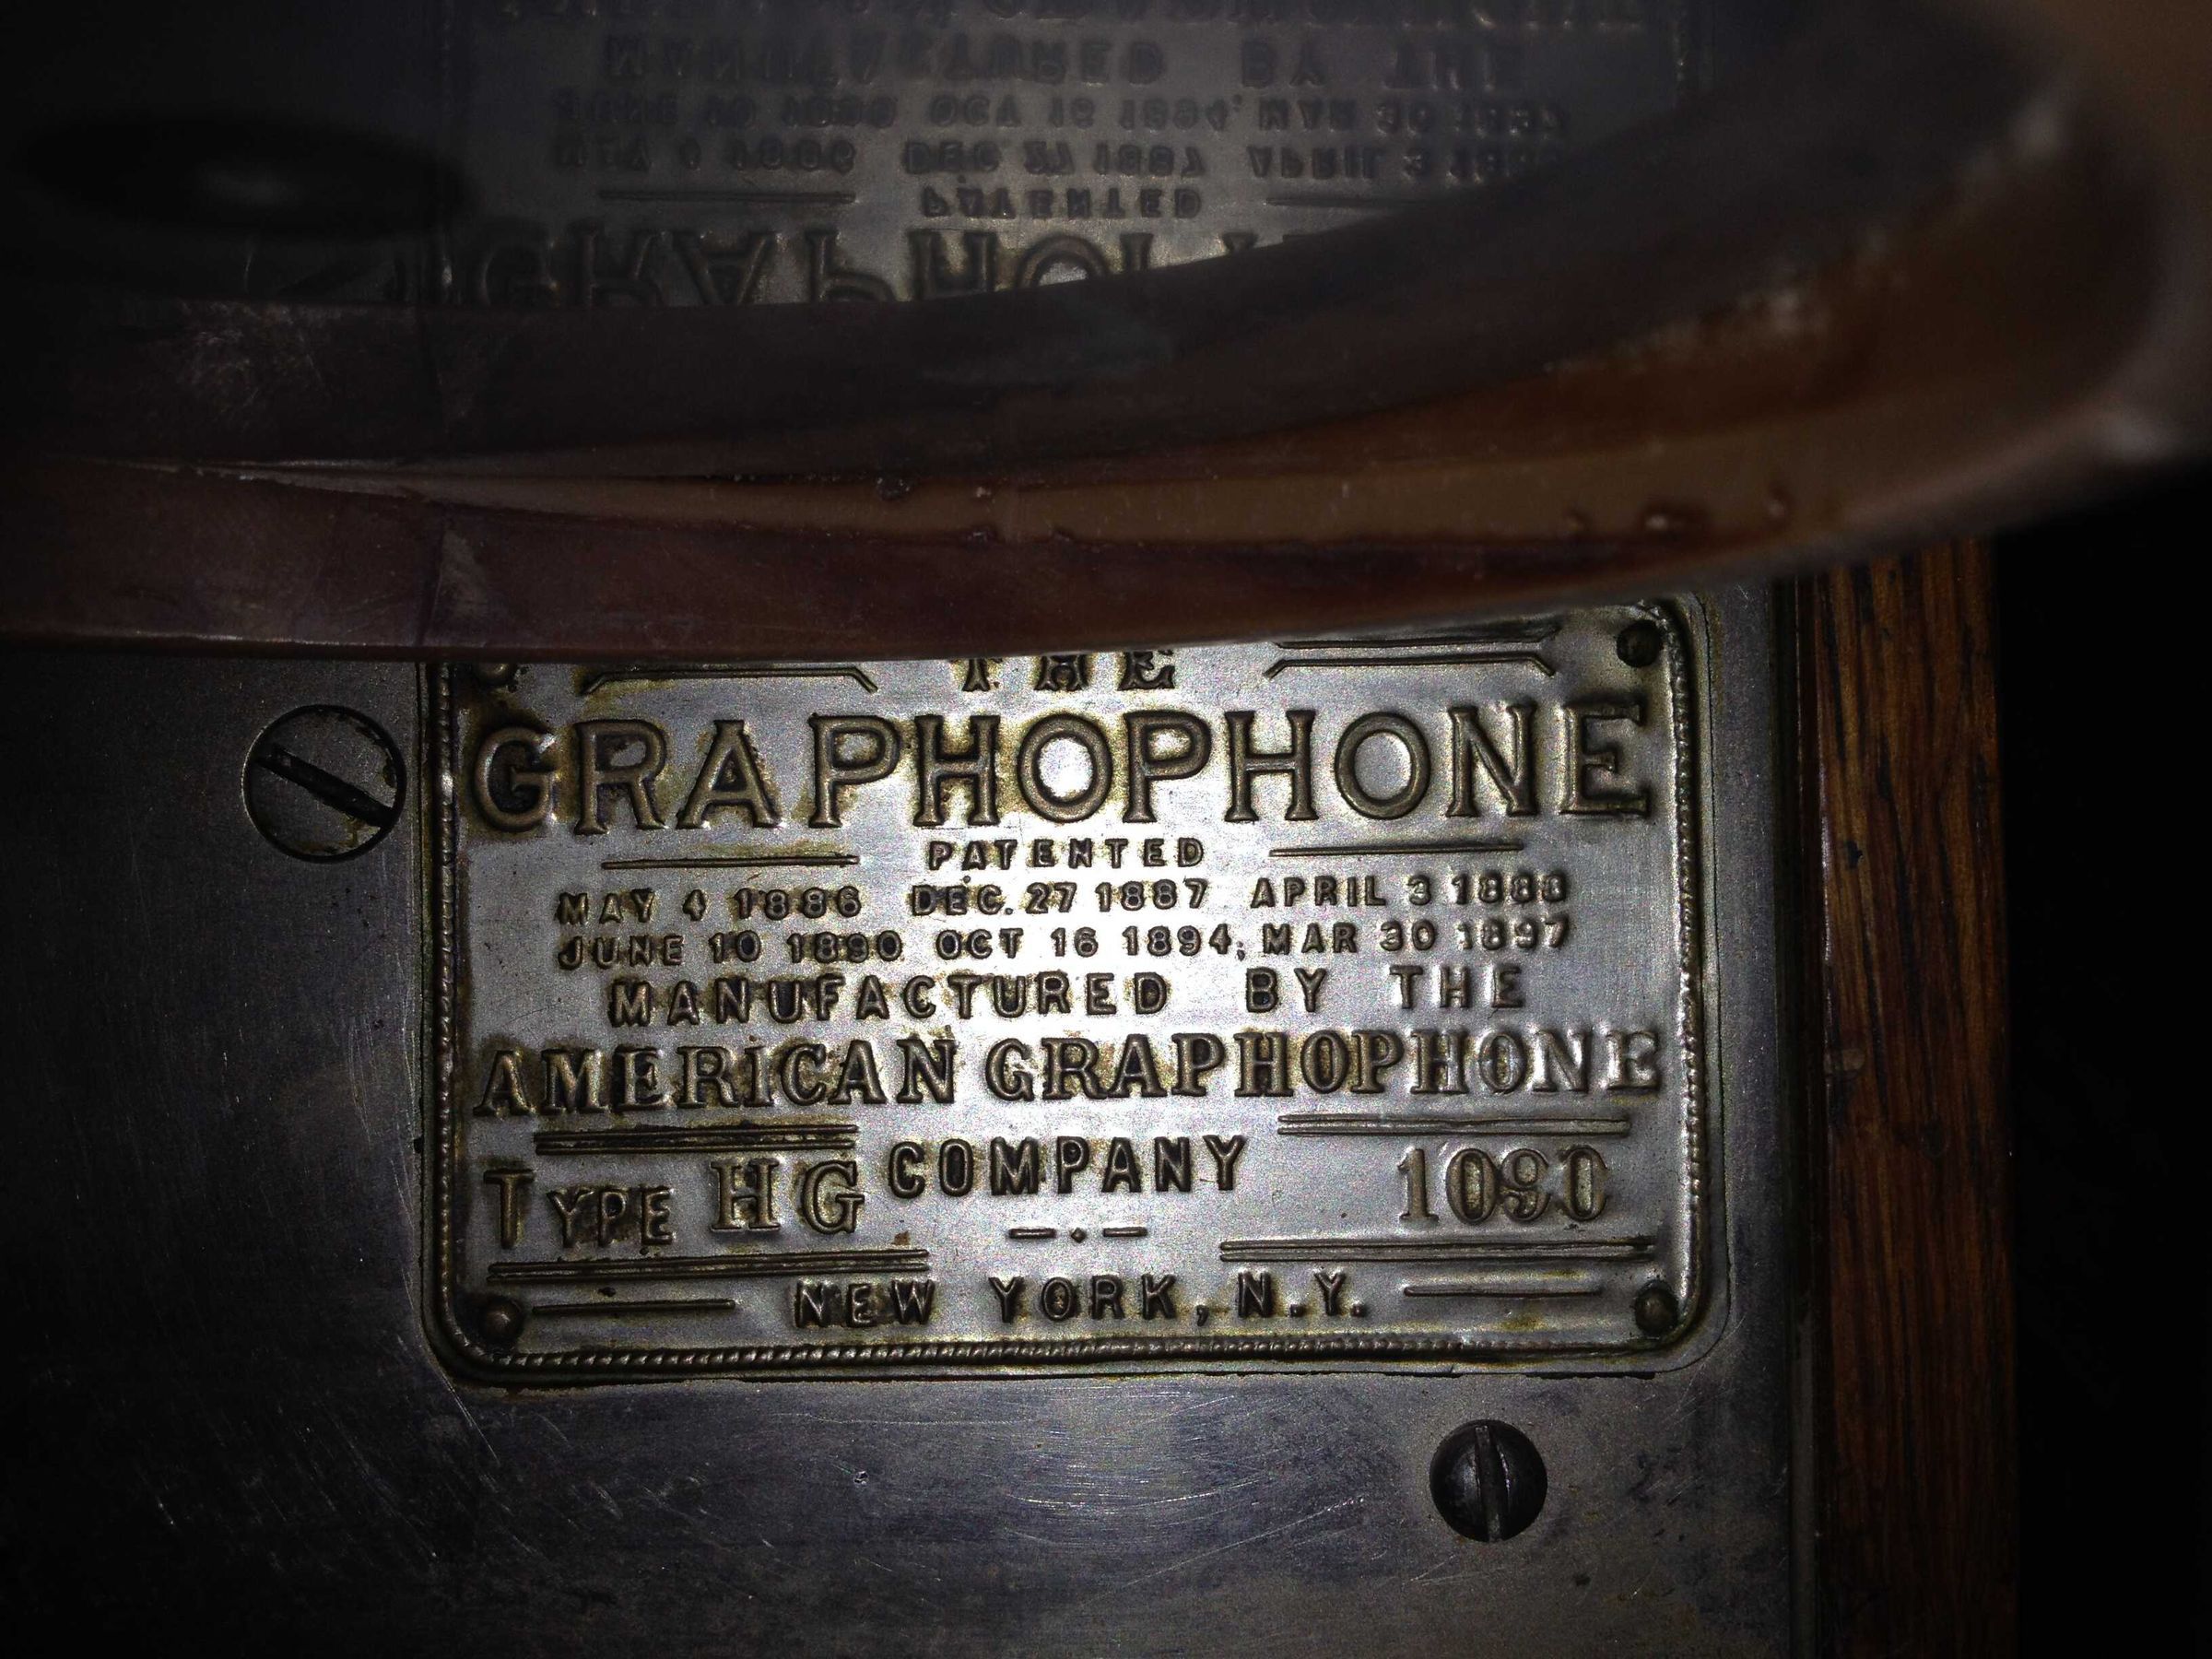 THE
GRAPHOPHONE
PATENTED
MAY 4 1886 DEC. 27 1887 APRIL 3 1888
JUNE 10 1890 OCT 16 1894, MAR 30 1897
MANUFACTURED BY THE
AMERICAN GRAPHOPHONE
TYPE HG COMPANY 1090
NEW YORK, N.Y.